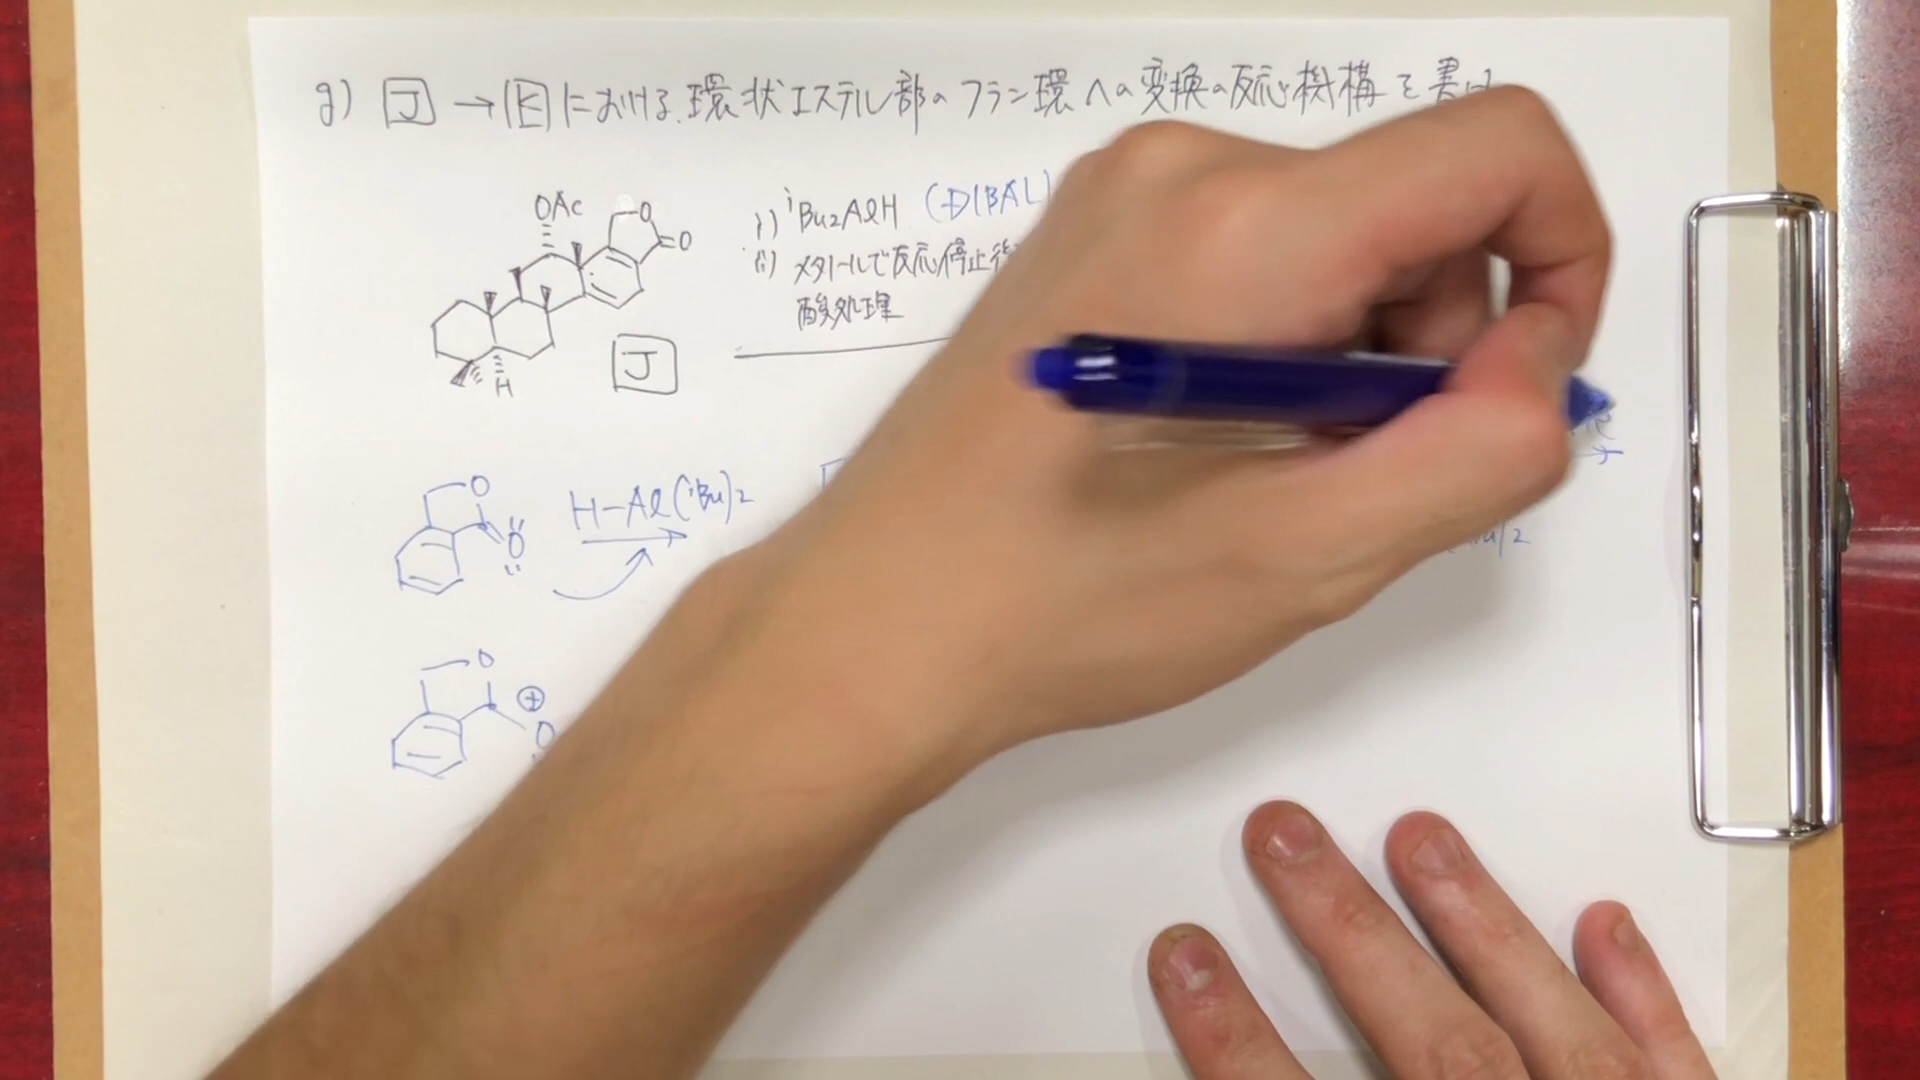 g) J → K における、環状エステル部のフラン環への変換の反応機構を書け
OAc
O
O
H
J
i) iBu2AlH (DIBAL)
ii) メタノールで反応停止後
酸処理
O
O
H-Al(iBu)2
O
⊕
O